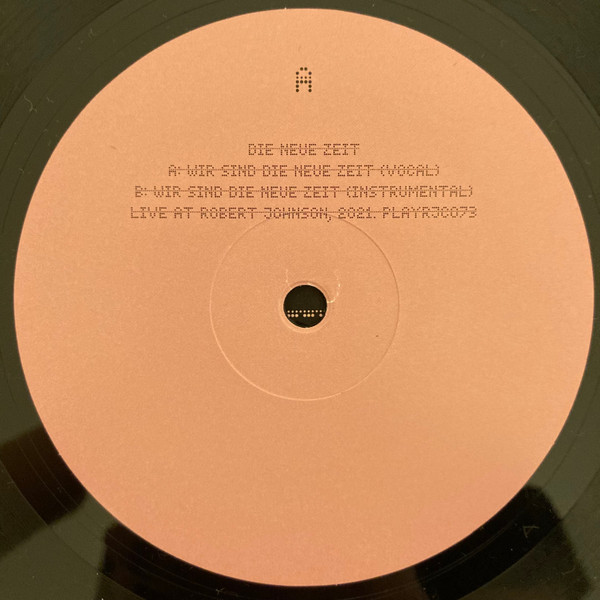 A
DIE NEUE ZEIT
A: WIR SIND DIE NEUE ZEIT (VOCAL)
B: WIR SIND DIE NEUE ZEIT (INSTRUMENTAL)
LIVE AT ROBERT JOHNSON, 2021. PLAYRJC073